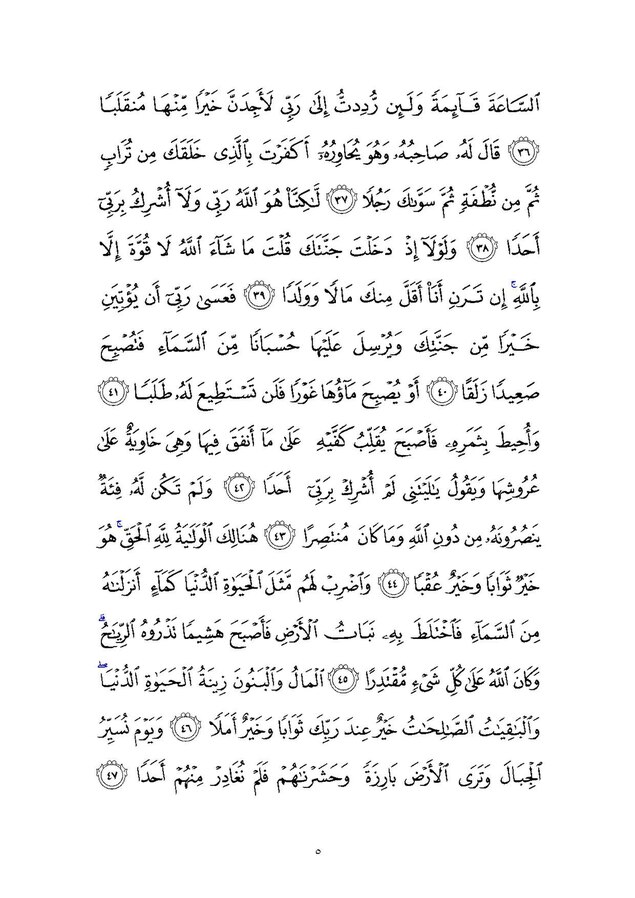 ٱلسَّاعَةَ قَآئِمَةً وَلَئِن رُّدِدتُّ إِلَىٰ رَبِّى لَأَجِدَنَّ خَيْرًا مِّنْهَا مُنقَلَبًا
﴿٣٦﴾ قَالَ لَهُۥ صَاحِبُهُۥ وَهُوَ يُحَاوِرُهُۥٓ أَكَفَرْتَ بِٱلَّذِى خَلَقَكَ مِن تُرَابٍ
ثُمَّ مِن نُّطْفَةٍ ثُمَّ سَوَّىٰكَ رَجُلًا ﴿٣٧﴾ لَّٰكِنَّا۠ هُوَ ٱللَّهُ رَبِّى وَلَآ أُشْرِكُ بِرَبِّىٓ
أَحَدًا ﴿٣٨﴾ وَلَوْلَآ إِذْ دَخَلْتَ جَنَّتَكَ قُلْتَ مَا شَآءَ ٱللَّهُ لَا قُوَّةَ إِلَّا
بِٱللَّهِ ۚ إِن تَرَنِ أَنَا۠ أَقَلَّ مِنكَ مَالًا وَوَلَدًا ﴿٣٩﴾ فَعَسَىٰ رَبِّىٓ أَن يُؤْتِيَنِ
خَيْرًا مِّن جَنَّتِكَ وَيُرْسِلَ عَلَيْهَا حُسْبَانًا مِّنَ ٱلسَّمَآءِ فَتُصْبِحَ
صَعِيدًا زَلَقًا ﴿٤٠﴾ أَوْ يُصْبِحَ مَآؤُهَا غَوْرًا فَلَن تَسْتَطِيعَ لَهُۥ طَلَبًا ﴿٤١﴾
وَأُحِيطَ بِثَمَرِهِۦ فَأَصْبَحَ يُقَلِّبُ كَفَّيْهِ عَلَىٰ مَآ أَنفَقَ فِيهَا وَهِىَ خَاوِيَةٌ عَلَىٰ
عُرُوشِهَا وَيَقُولُ يَٰلَيْتَنِى لَمْ أُشْرِكْ بِرَبِّىٓ أَحَدًا ﴿٤٢﴾ وَلَمْ تَكُن لَّهُۥ فِئَةٌ
يَنصُرُونَهُۥ مِن دُونِ ٱللَّهِ وَمَا كَانَ مُنتَصِرًا ﴿٤٣﴾ هُنَالِكَ ٱلْوَلَٰيَةُ لِلَّهِ ٱلْحَقِّ ۚ هُوَ
خَيْرٌ ثَوَابًا وَخَيْرٌ عُقْبًا ﴿٤٤﴾ وَٱضْرِبْ لَهُم مَّثَلَ ٱلْحَيَوٰةِ ٱلدُّنْيَا كَمَآءٍ أَنزَلْنَٰهُ
مِنَ ٱلسَّمَآءِ فَٱخْتَلَطَ بِهِۦ نَبَاتُ ٱلْأَرْضِ فَأَصْبَحَ هَشِيمًا تَذْرُوهُ ٱلرِّيَٰحُ ۗ
وَكَانَ ٱللَّهُ عَلَىٰ كُلِّ شَىْءٍ مُّقْتَدِرًا ﴿٤٥﴾ ٱلْمَالُ وَٱلْبَنُونَ زِينَةُ ٱلْحَيَوٰةِ ٱلدُّنْيَا ۖ
وَٱلْبَٰقِيَٰتُ ٱلصَّٰلِحَٰتُ خَيْرٌ عِندَ رَبِّكَ ثَوَابًا وَخَيْرٌ أَمَلًا ﴿٤٦﴾ وَيَوْمَ نُسَيِّرُ
ٱلْجِبَالَ وَتَرَى ٱلْأَرْضَ بَارِزَةً وَحَشَرْنَٰهُمْ فَلَمْ نُغَادِرْ مِنْهُمْ أَحَدًا ﴿٤٧﴾
٥